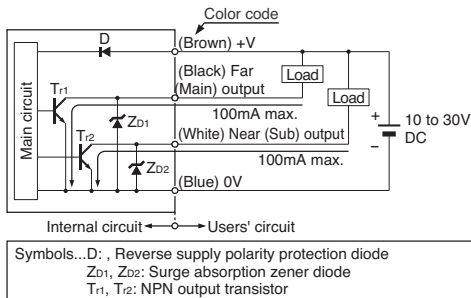 Color code
D
(Brown) +V
(Black) Far
(Main) output
Load
Load
Tr1
100mA max.
Main circuit
ZD1
(White) Near (Sub) output
Tr2
100mA max.
ZD2
+
10 to 30V
DC
−
(Blue) 0V
Internal circuit
Users' circuit
Symbols...D: , Reverse supply polarity protection diode
ZD1, ZD2: Surge absorption zener diode
Tr1, Tr2: NPN output transistor